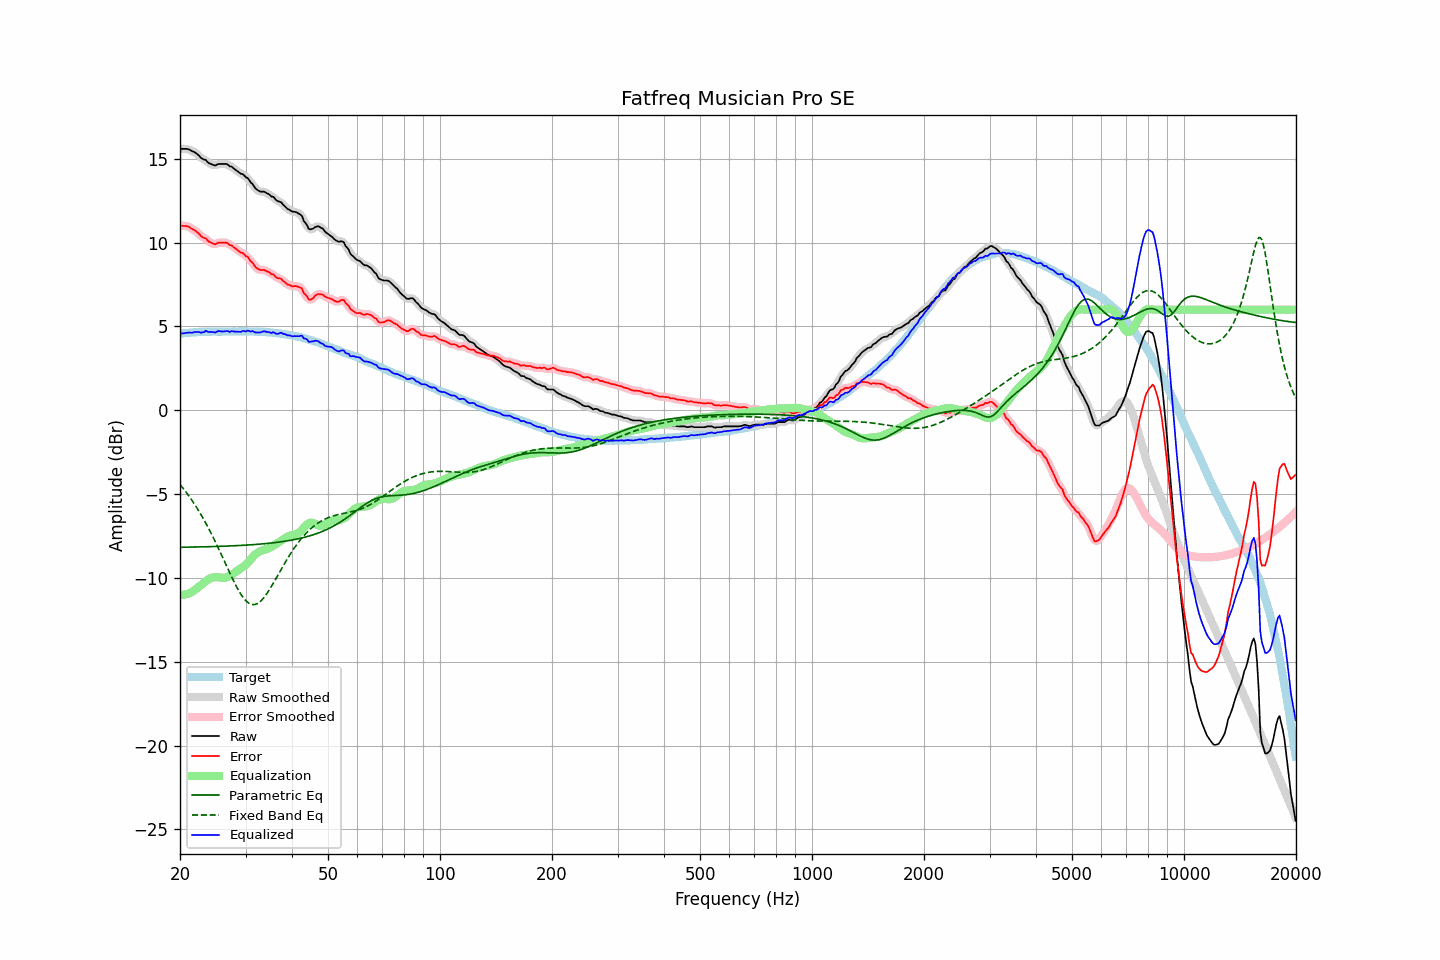 Fatfreq Musician Pro SE
Amplitude (dBr)
15
10
5
0
−5
−10
−15
−20
−25
Target
Raw Smoothed
Error Smoothed
Raw
Error
Equalization
Parametric Eq
Fixed Band Eq
Equalized
20 50 100 200 500 1000 2000 5000 10000 20000
Frequency (Hz)